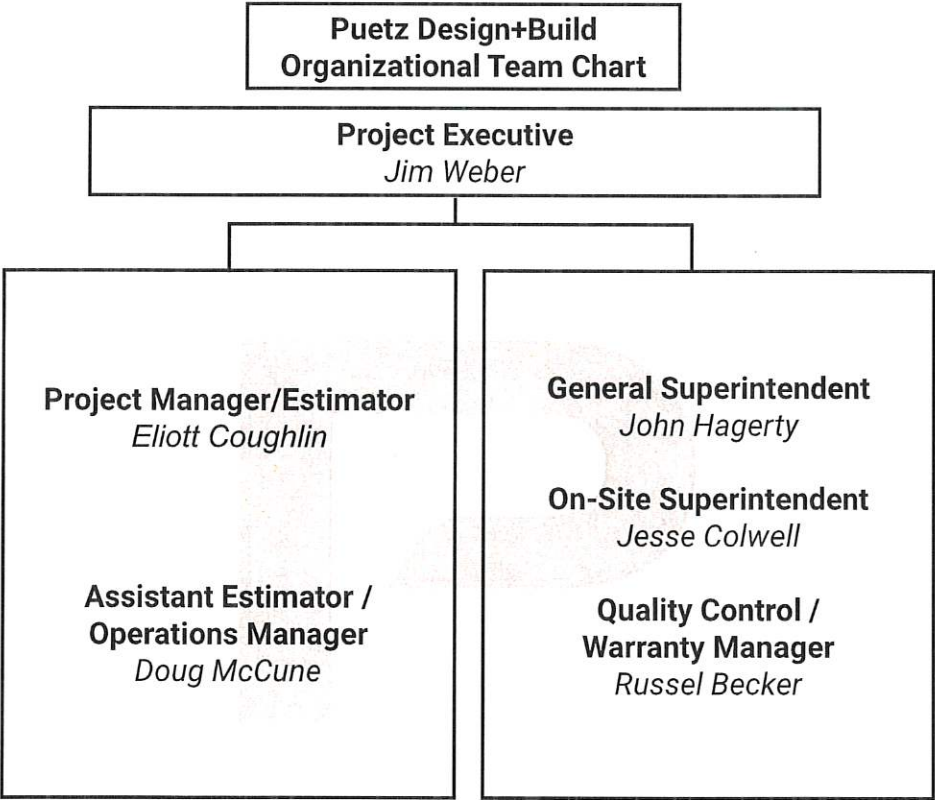 Puetz Design+Build
Organizational Team Chart
Project Executive
Jim Weber
Project Manager/Estimator
Eliott Coughlin
Assistant Estimator /
Operations Manager
Doug McCune
General Superintendent
John Hagerty
On-Site Superintendent
Jesse Colwell
Quality Control /
Warranty Manager
Russel Becker